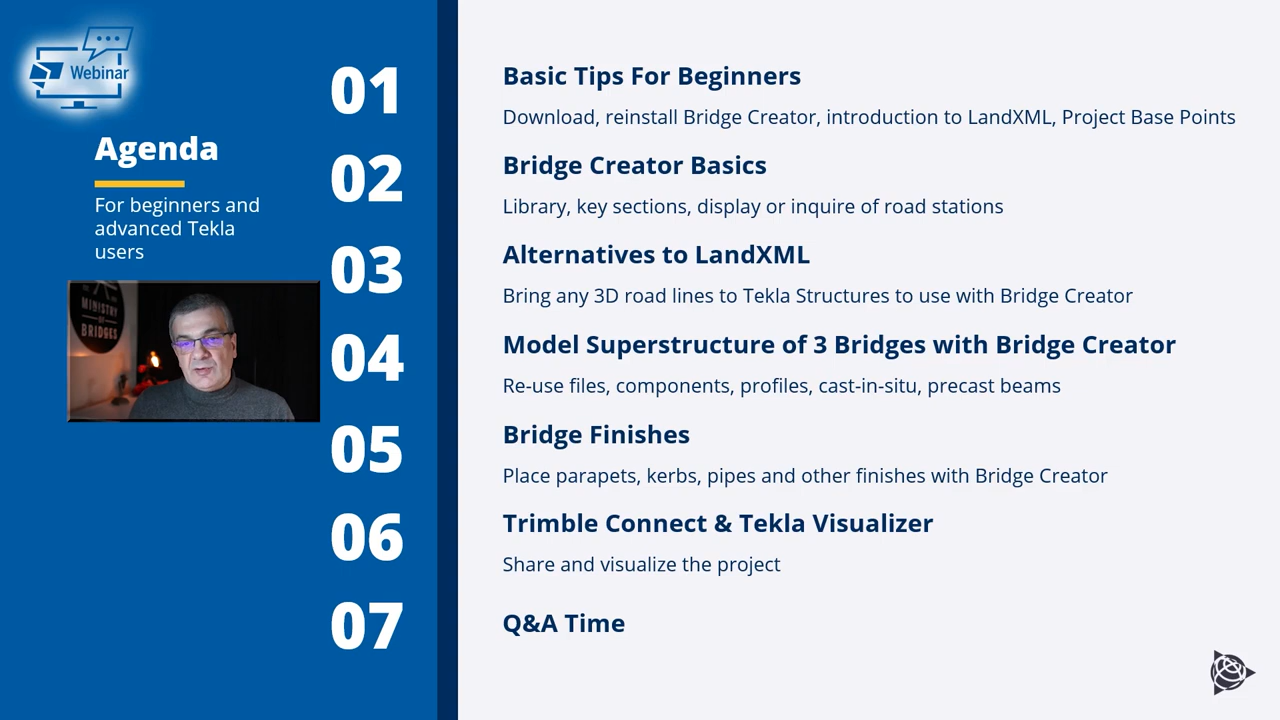 Webinar
Agenda
For beginners and
advanced Tekla
users
MINISTRY
OF
BRIDGES
01
Basic Tips For Beginners
Download, reinstall Bridge Creator, introduction to LandXML, Project Base Points
02
Bridge Creator Basics
Library, key sections, display or inquire of road stations
03
Alternatives to LandXML
Bring any 3D road lines to Tekla Structures to use with Bridge Creator
04
Model Superstructure of 3 Bridges with Bridge Creator
Re-use files, components, profiles, cast-in-situ, precast beams
05
Bridge Finishes
Place parapets, kerbs, pipes and other finishes with Bridge Creator
06
Trimble Connect & Tekla Visualizer
Share and visualize the project
07
Q&A Time